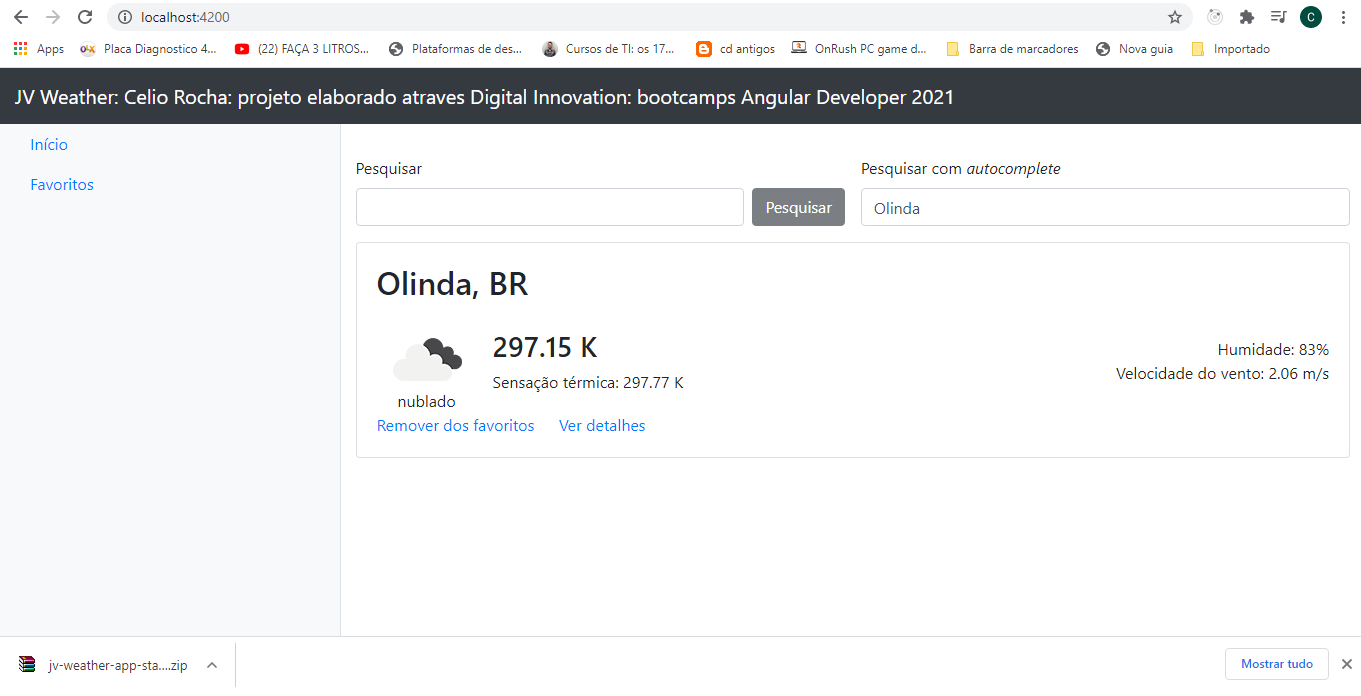 localhost:4200
C
Apps
OLX
Placa Diagnostico 4...
(22) FAÇA 3 LITROS...
Plataformas de des...
Cursos de TI: os 17...
cd antigos
OnRush PC game d...
Barra de marcadores
Nova guia
Importado
JV Weather: Celio Rocha: projeto elaborado atraves Digital Innovation: bootcamps Angular Developer 2021
Início
Favoritos
Pesquisar
Pesquisar
Pesquisar com autocomplete
Olinda
Olinda, BR
nublado
297.15 K
Sensação térmica: 297.77 K
Humidade: 83%
Velocidade do vento: 2.06 m/s
Remover dos favoritos
Ver detalhes
jv-weather-app-sta....zip
Mostrar tudo